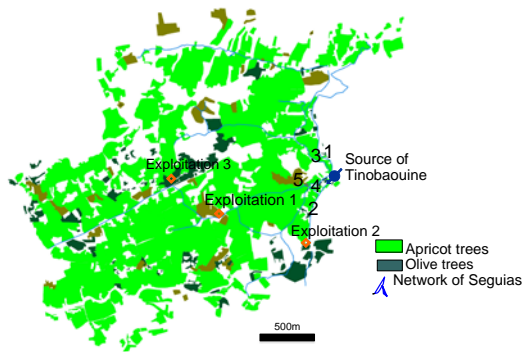 1
3
Source of
Tinobaouine
Exploitation 3
5
4
Exploitation 1
2
Exploitation 2
Apricot trees
Olive trees
Network of Seguias
500m